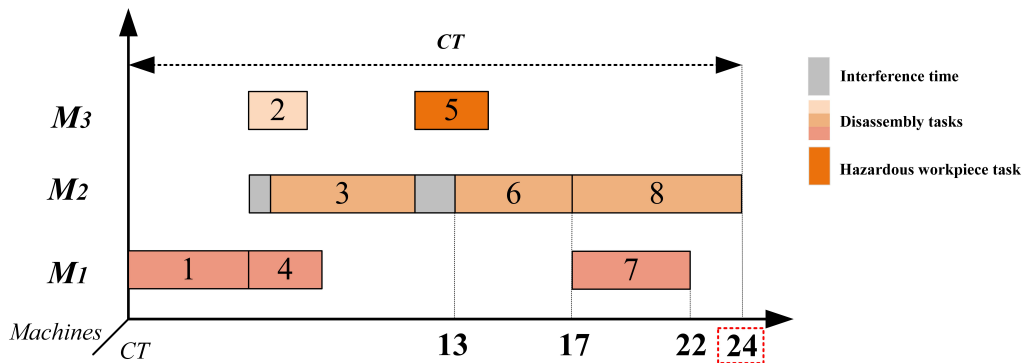 CT
M3
2
5
M2
3
6
8
M1
1
4
7
Machines
CT
13
17
22
24
Interference time
Disassembly tasks
Hazardous workpiece task